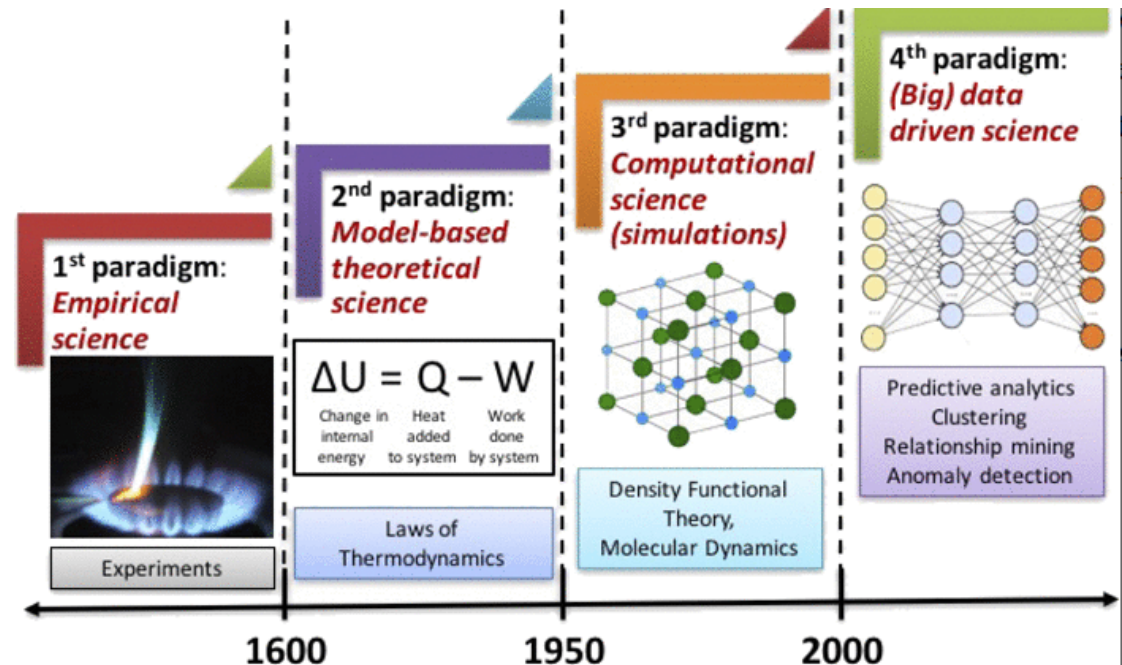 1st paradigm:
Empirical
science
Experiments
2nd paradigm:
Model-based
theoretical
science
ΔU = Q – W
Change in internal energy
Heat added to system
Work done by system
Laws of
Thermodynamics
3rd paradigm:
Computational
science
(simulations)
Density Functional
Theory,
Molecular Dynamics
4th paradigm:
(Big) data
driven science
Predictive analytics
Clustering
Relationship mining
Anomaly detection
1600
1950
2000